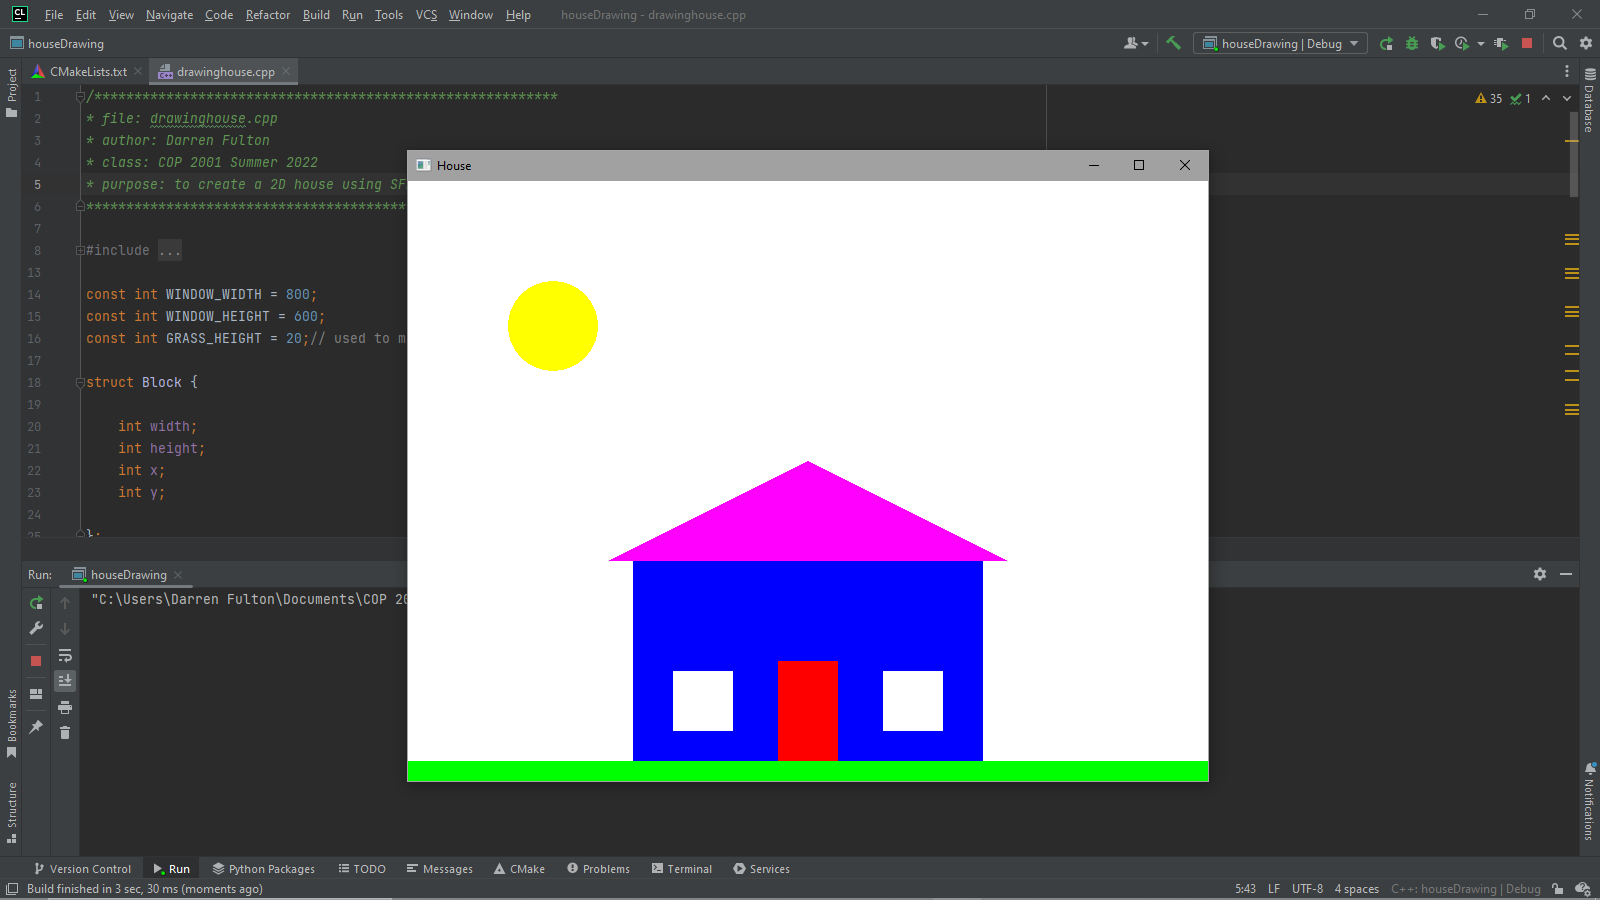 CL File Edit View Navigate Code Refactor Build Run Tools VCS Window Help houseDrawing - drawinghouse.cpp
houseDrawing houseDrawing | Debug
Project CMakeLists.txt drawinghouse.cpp
1 /**********************************************************
2 * file: drawinghouse.cpp
3 * author: Darren Fulton
4 * class: COP 2001 Summer 2022
5 * purpose: to create a 2D house using SF
6 ****************************************
7
8 #include ...
13
14 const int WINDOW_WIDTH = 800;
15 const int WINDOW_HEIGHT = 600;
16 const int GRASS_HEIGHT = 20;// used to m
17
18 struct Block {
19
20 int width;
21 int height;
22 int x;
23 int y;
24
25 };
35 1
Database
House
Run: houseDrawing
"C:\Users\Darren Fulton\Documents\COP 20
Bookmarks
Structure
Notifications
Version Control Run Python Packages TODO Messages CMake Problems Terminal Services
Build finished in 3 sec, 30 ms (moments ago) 5:43 LF UTF-8 4 spaces C++: houseDrawing | Debug